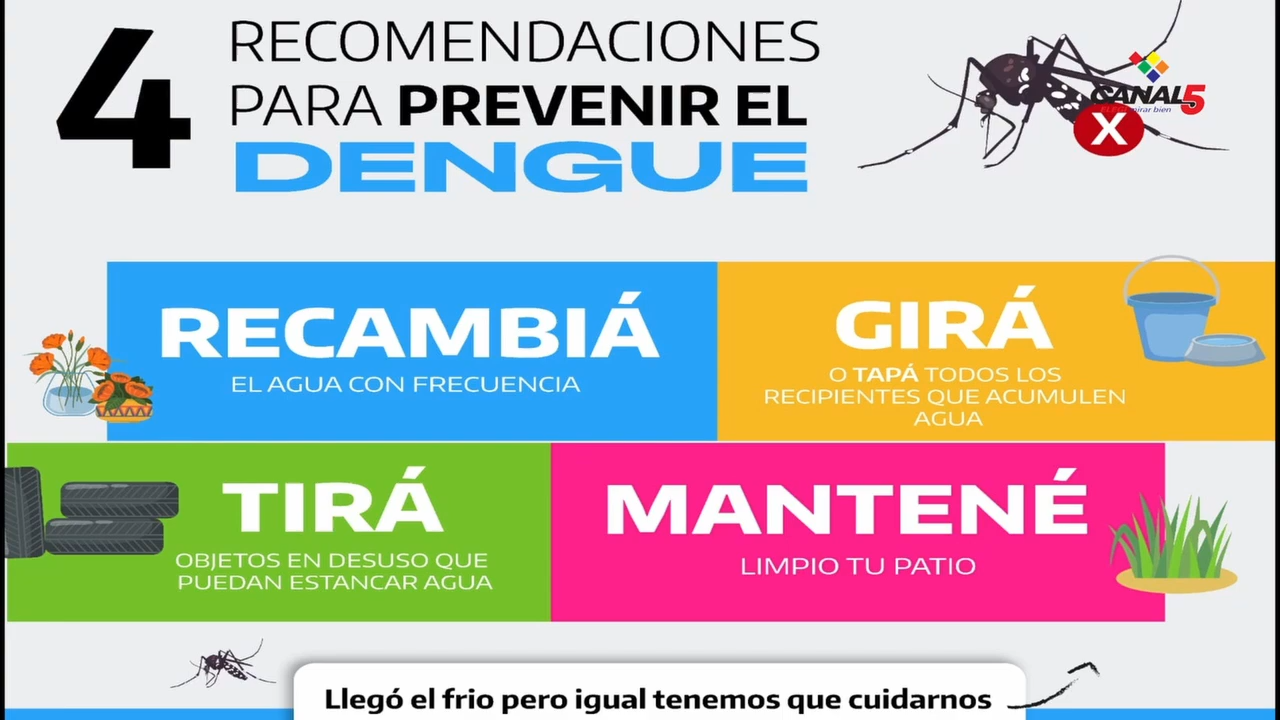 4
RECOMENDACIONES
PARA PREVENIR EL
DENGUE
CANAL 5
X
RECAMBIÁ
EL AGUA CON FRECUENCIA
GIRÁ
O TAPÁ TODOS LOS
RECIPIENTES QUE ACUMULEN
AGUA
TIRÁ
OBJETOS EN DESUSO QUE
PUEDAN ESTANCAR AGUA
MANTENÉ
LIMPIO TU PATIO
Llegó el frio pero igual tenemos que cuidarnos